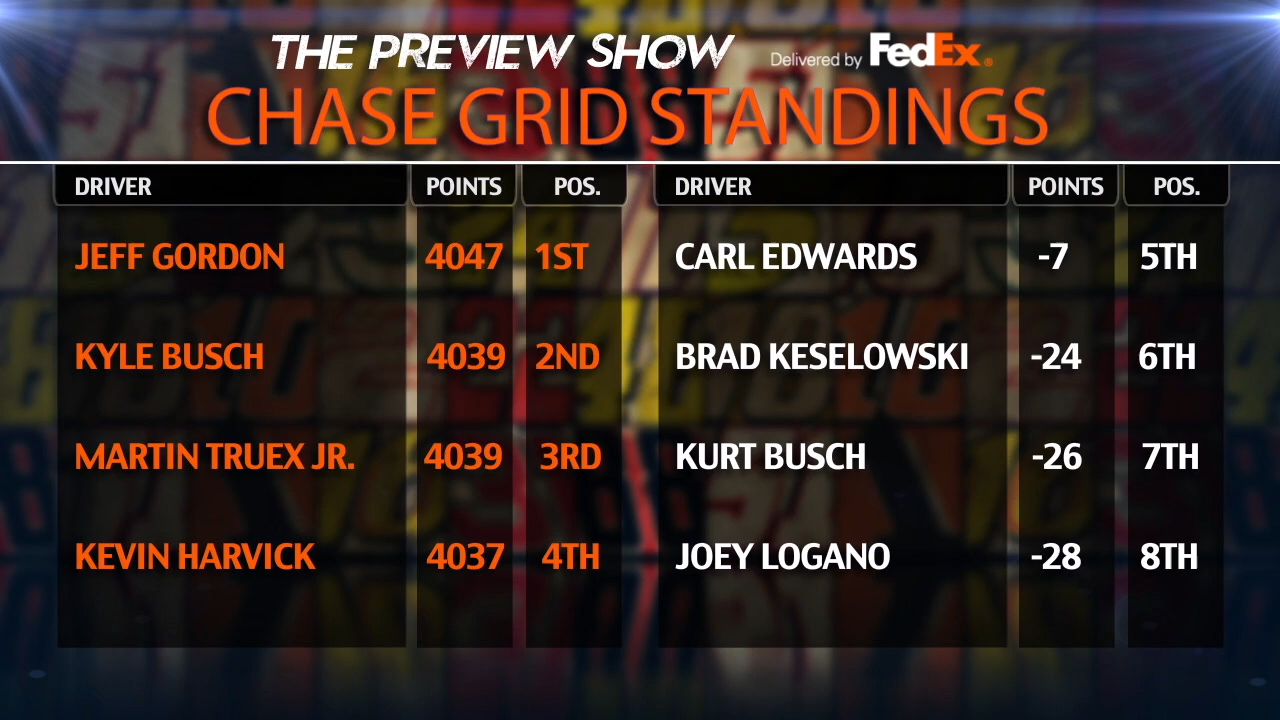 THE PREVIEW SHOW Delivered by FedEx®
CHASE GRID STANDINGS
DRIVER POINTS POS. DRIVER POINTS POS.
JEFF GORDON 4047 1ST CARL EDWARDS -7 5TH
KYLE BUSCH 4039 2ND BRAD KESELOWSKI -24 6TH
MARTIN TRUEX JR. 4039 3RD KURT BUSCH -26 7TH
KEVIN HARVICK 4037 4TH JOEY LOGANO -28 8TH